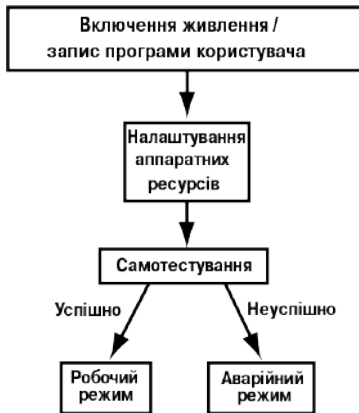 Включення живлення /
запис програми користувача
Налаштування
аппаратних
ресурсів
Самотестування
Успішно
Неуспішно
Робочий
режим
Аварійний
режим